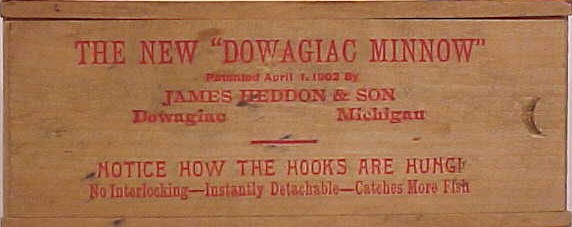 THE NEW "DOWAGIAC MINNOW"
Patented April 1, 1902 By
JAMES HEDDON & SON
Dowagiac Michigan
NOTICE HOW THE HOOKS ARE HUNG!
No Interlocking—Instantly Detachable—Catches More Fish